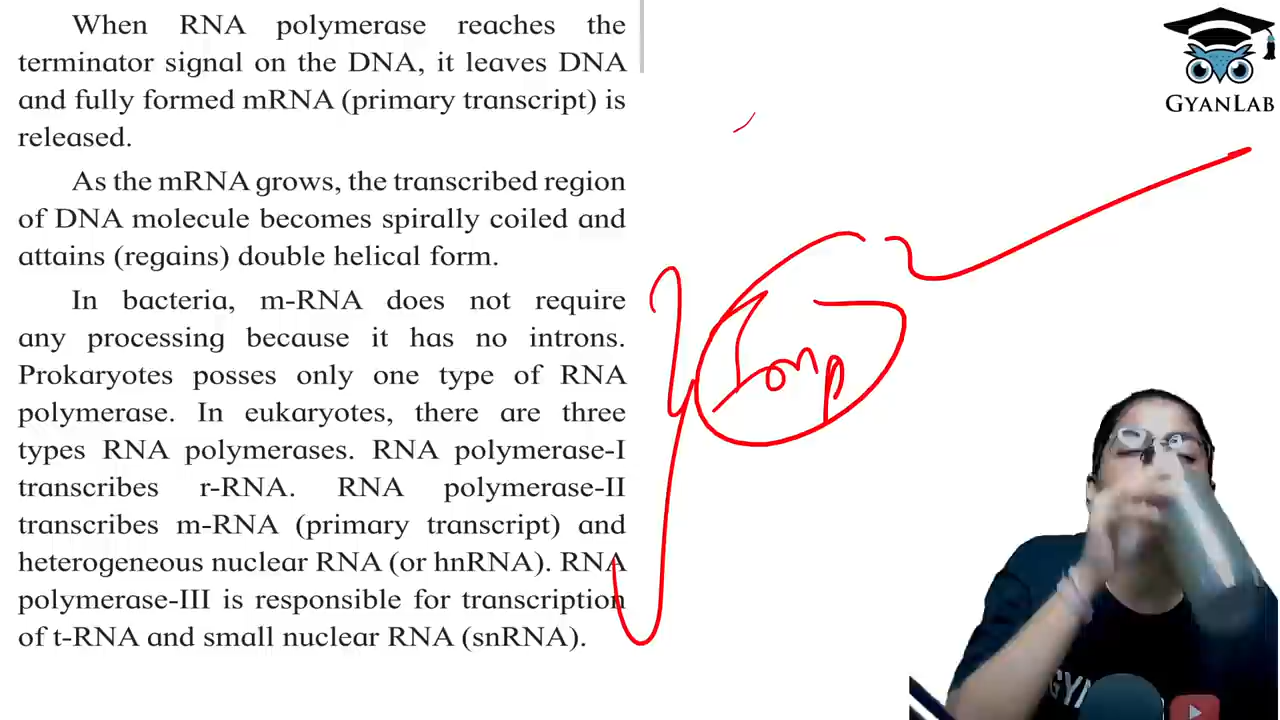 When RNA polymerase reaches the
terminator signal on the DNA, it leaves DNA
and fully formed mRNA (primary transcript) is
released.
As the mRNA grows, the transcribed region
of DNA molecule becomes spirally coiled and
attains (regains) double helical form.
In bacteria, m-RNA does not require
any processing because it has no introns.
Prokaryotes posses only one type of RNA
polymerase. In eukaryotes, there are three
types RNA polymerases. RNA polymerase-I
transcribes r-RNA. RNA polymerase-II
transcribes m-RNA (primary transcript) and
heterogeneous nuclear RNA (or hnRNA). RNA
polymerase-III is responsible for transcription
of t-RNA and small nuclear RNA (snRNA).
GYANLAB
Imp
GYAN